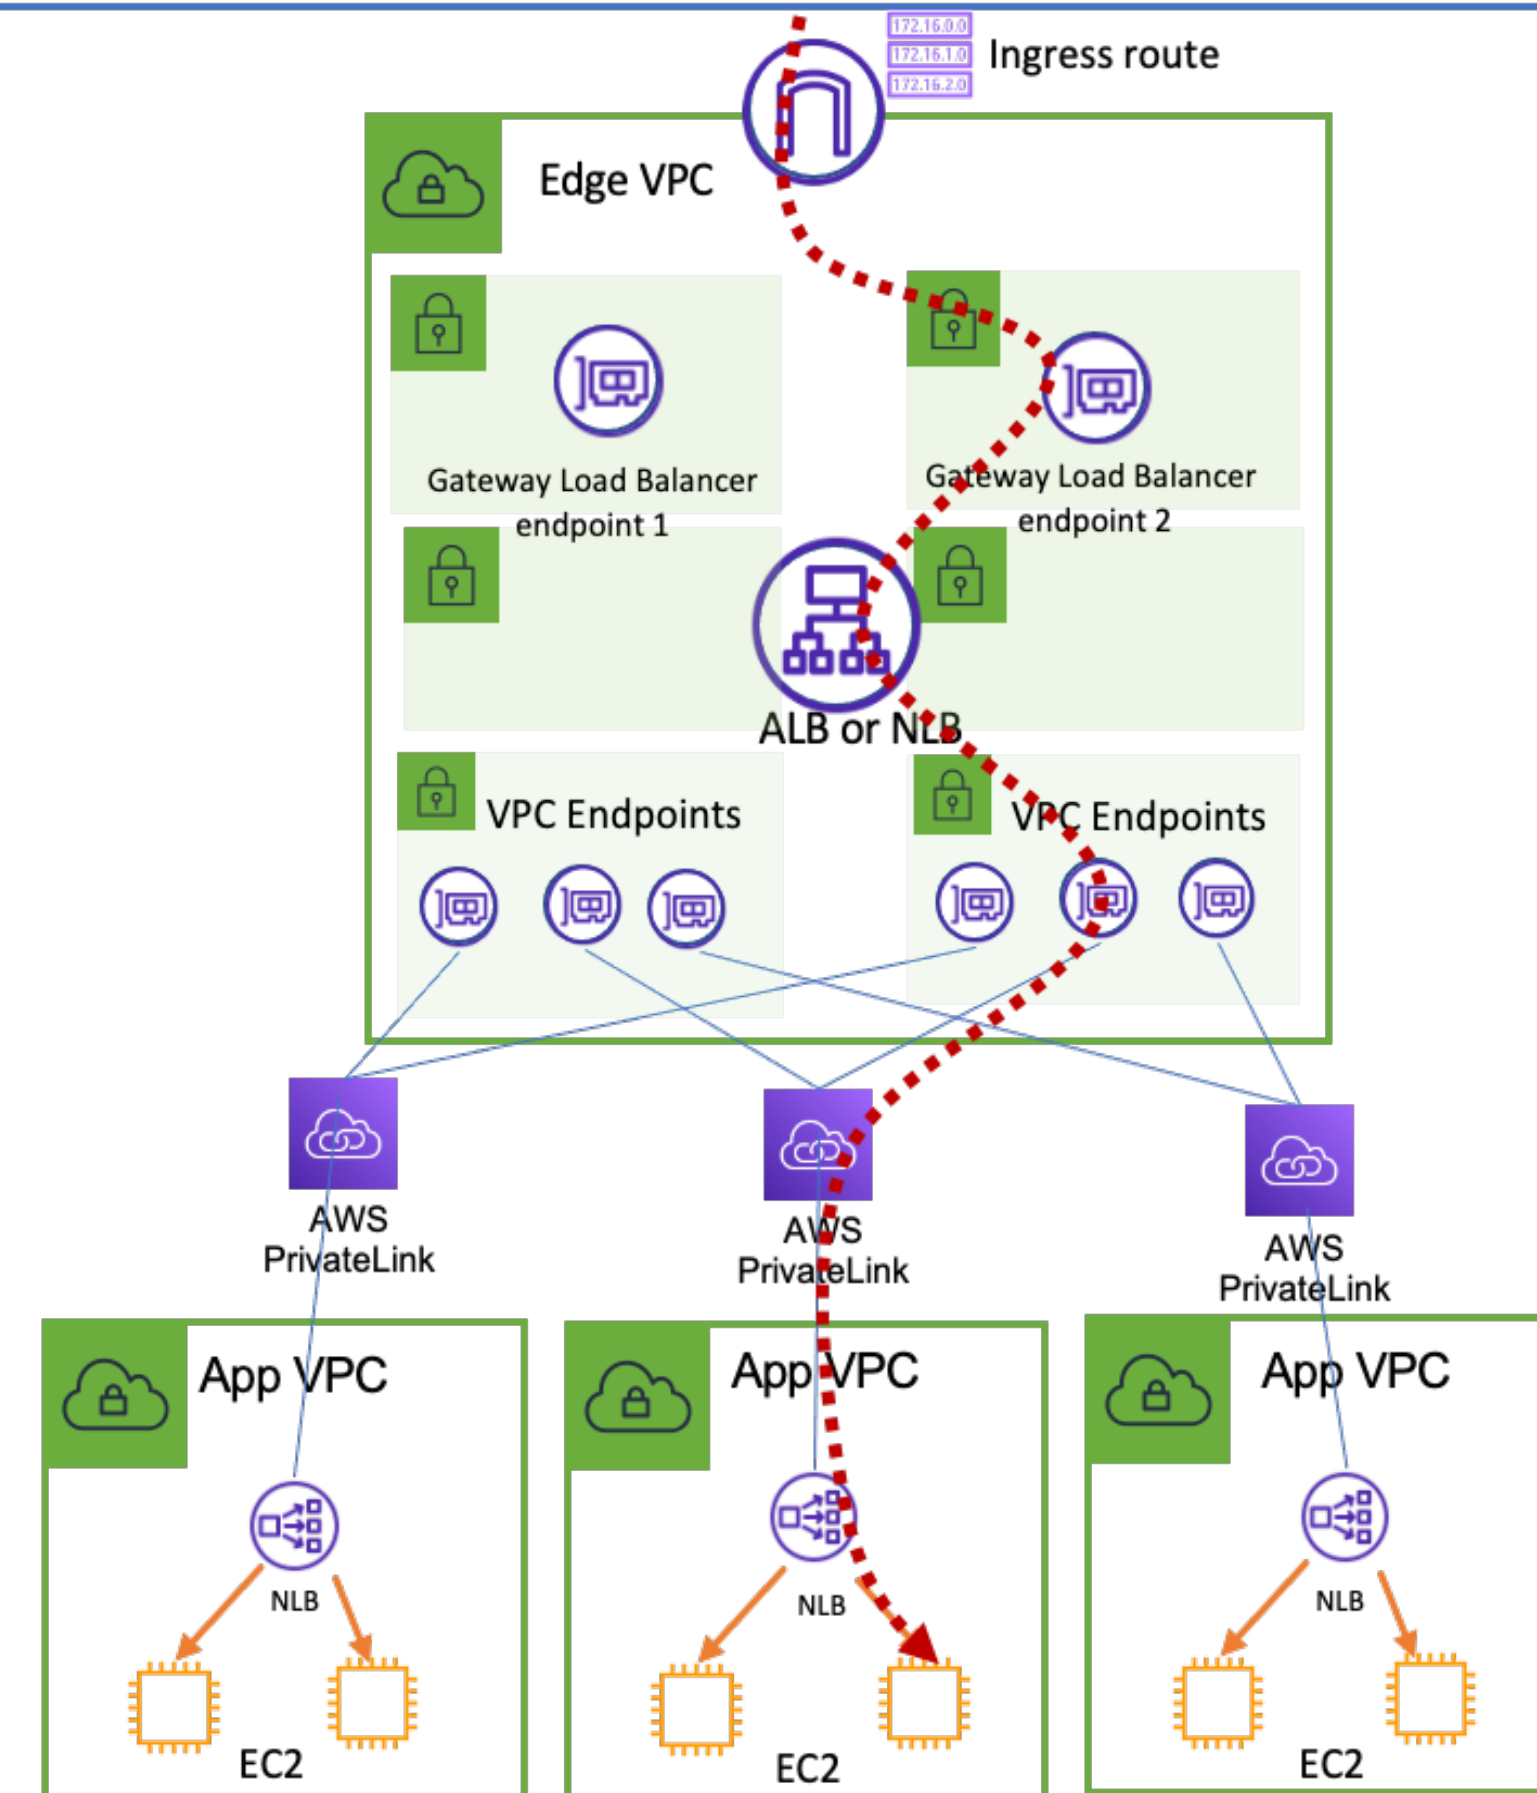 172.16.0.0
172.16.1.0
172.16.2.0
Ingress route
Edge VPC
Gateway Load Balancer
endpoint 1
Gateway Load Balancer
endpoint 2
ALB or NLB
VPC Endpoints
VPC Endpoints
AWS
PrivateLink
AWS
PrivateLink
AWS
PrivateLink
App VPC
App VPC
App VPC
NLB
NLB
NLB
EC2
EC2
EC2